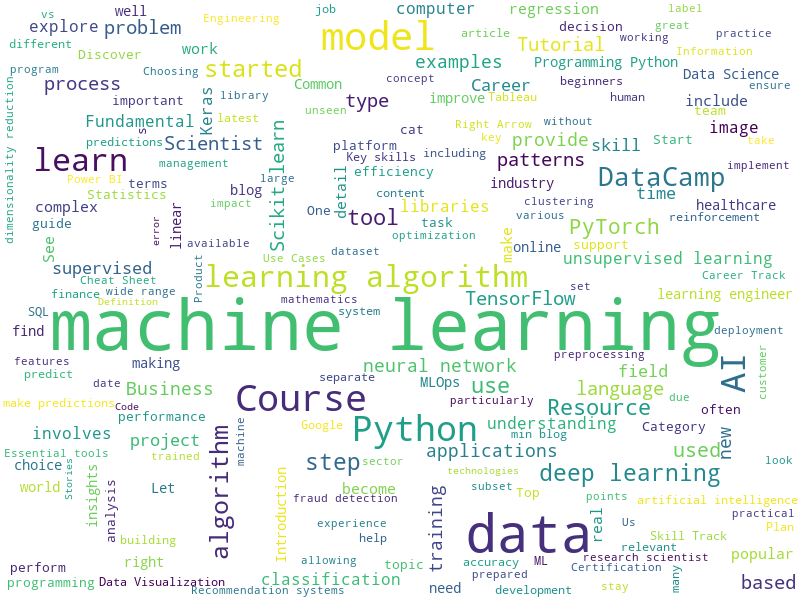 vs
well
Engineering
job
computer
regression
label
explore
problem
model
article
decision
great
practice
different
Discover
work
started
examples
Tutorial
working
Information
program
process
Choosing
library
Common
concept
Career
Programming Python
beginners
Data Science
ensure
important
Keras
type
improve
Tableau
human
include
team
Fundamental
latest
unseen
Right Arrow
without
image
dimensionality reduction
predictions
s
Scientist
Scikit learn
cat
platform
key
provide
skill
Start
take
learn
management
Key skills
including
patterns
implement
Power BI
terms
blog
large
detail
efficiency
industry
DataCamp
Statistics
impact
content
time
complex
linear
One
tool
libraries
clustering
healthcare
guide
error
task
various
reinforcement
See
available
optimization
make
online
PyTorch
support
dataset
supervised
Product
Use Cases
unsupervised learning
Cheat Sheet
learning algorithm
Career Track
finance
wide range
mathematics
TensorFlow
set
learning engineer
Definition
SQL
system
machine learning
find
deployment
features
making
neural network
preprocessing
AI
customer
predict
separate
MLOps
use
field
date
Business
Course
particularly
language
due
make predictions
Code
Resource
often
performance
Google
Python
understanding
Category
involves
project
algorithm
machine
min blog
new
Essential tools
step
sector
applications
used
choice
Stories
trained
technologies
deep learning
look
world
insights
analysis
Let
Introduction
become
training
subset
Top
points
artificial intelligence
fraud detection
real
Us
practical
data
Plan
experience
building
help
Skill Track
relevant
right
allowing
topic
accuracy
ML
research scientist
popular
perform
prepared
Certification
programming
Data Visualization
classification
need
stay
many
based
Recommendation systems
development